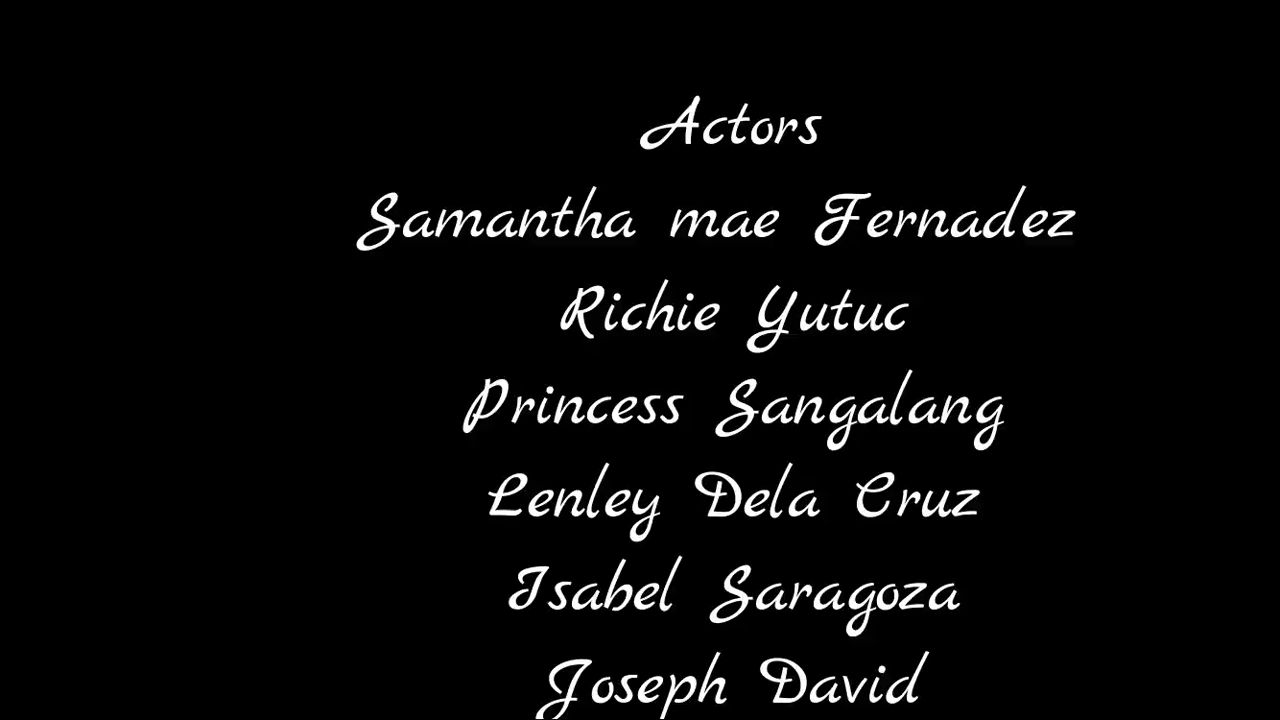 Actors
Samantha mae Fernadez
Richie Yutuc
Princess Sangalang
Lenley Dela Cruz
Isabel Saragoza
Joseph David